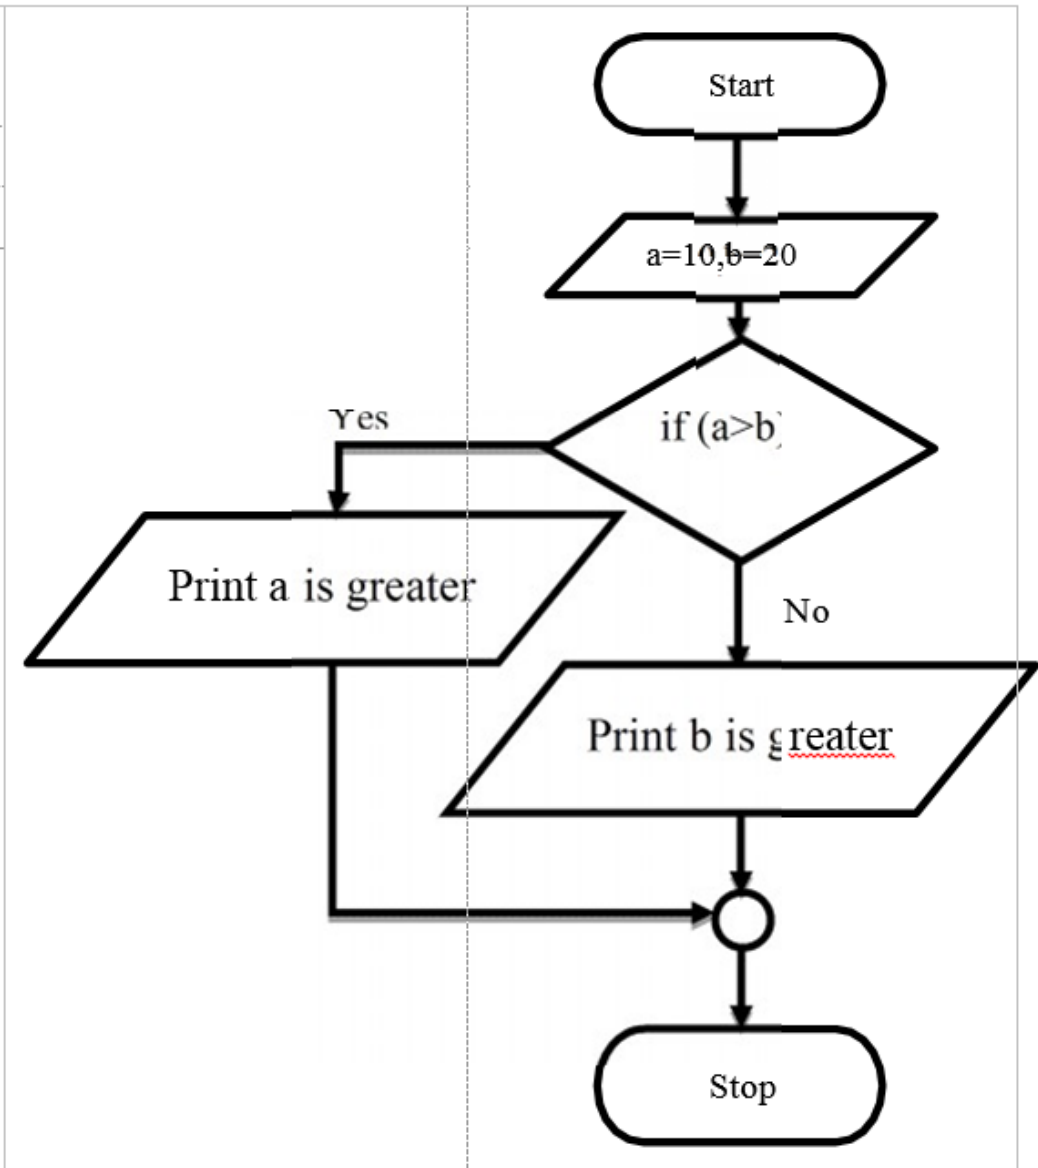 Start
a=10,b=20
if (a>b)
Yes
Print a is greater
No
Print b is greater
Stop